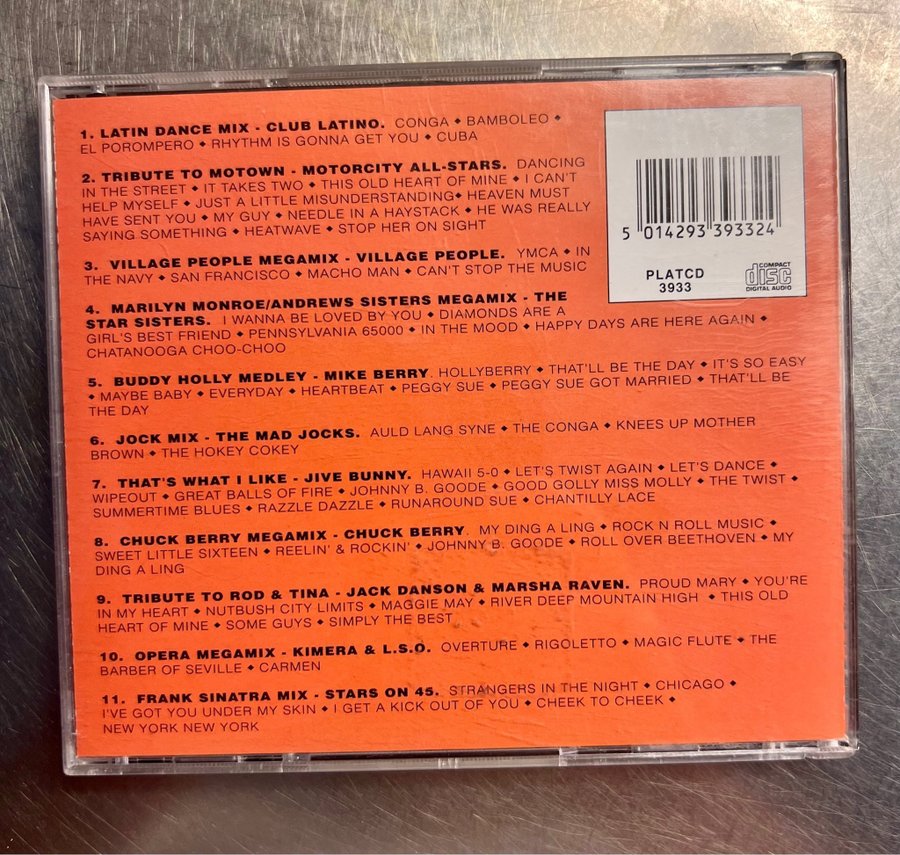 1. LATIN DANCE MIX - CLUB LATINO. CONGA ◆ BAMBOLEO ◆
EL POROMPERO ◆ RHYTHM IS GONNA GET YOU ◆ CUBA
2. TRIBUTE TO MOTOWN - MOTORCITY ALL-STARS. DANCING
IN THE STREET ◆ IT TAKES TWO ◆ THIS OLD HEART OF MINE ◆ I CAN'T
HELP MYSELF ◆ JUST A LITTLE MISUNDERSTANDING◆ HEAVEN MUST
HAVE SENT YOU ◆ MY GUY ◆ NEEDLE IN A HAYSTACK ◆ HE WAS REALLY
SAYING SOMETHING ◆ HEATWAVE ◆ STOP HER ON SIGHT
3. VILLAGE PEOPLE MEGAMIX - VILLAGE PEOPLE. YMCA ◆ IN
THE NAVY ◆ SAN FRANCISCO ◆ MACHO MAN ◆ CAN'T STOP THE MUSIC
4. MARILYN MONROE/ANDREWS SISTERS MEGAMIX - THE
STAR SISTERS. I WANNA BE LOVED BY YOU ◆ DIAMONDS ARE A
GIRL'S BEST FRIEND ◆ PENNSYLVANIA 65000 ◆ IN THE MOOD ◆ HAPPY DAYS ARE HERE AGAIN ◆
CHATANOOGA CHOO-CHOO
5. BUDDY HOLLY MEDLEY - MIKE BERRY. HOLLYBERRY ◆ THAT'LL BE THE DAY ◆ IT'S SO EASY
◆ MAYBE BABY ◆ EVERYDAY ◆ HEARTBEAT ◆ PEGGY SUE ◆ PEGGY SUE GOT MARRIED ◆ THAT'LL BE
THE DAY
6. JOCK MIX - THE MAD JOCKS. AULD LANG SYNE ◆ THE CONGA ◆ KNEES UP MOTHER
BROWN ◆ THE HOKEY COKEY
7. THAT'S WHAT I LIKE - JIVE BUNNY. HAWAII 5-0 ◆ LET'S TWIST AGAIN ◆ LET'S DANCE ◆
WIPEOUT ◆ GREAT BALLS OF FIRE ◆ JOHNNY B. GOODE ◆ GOOD GOLLY MISS MOLLY ◆ THE TWIST ◆
SUMMERTIME BLUES ◆ RAZZLE DAZZLE ◆ RUNAROUND SUE ◆ CHANTILLY LACE
8. CHUCK BERRY MEGAMIX - CHUCK BERRY. MY DING A LING ◆ ROCK N ROLL MUSIC ◆
SWEET LITTLE SIXTEEN ◆ REELIN' & ROCKIN' ◆ JOHNNY B. GOODE ◆ ROLL OVER BEETHOVEN ◆ MY
DING A LING
9. TRIBUTE TO ROD & TINA - JACK DANSON & MARSHA RAVEN. PROUD MARY ◆ YOU'RE
IN MY HEART ◆ NUTBUSH CITY LIMITS ◆ MAGGIE MAY ◆ RIVER DEEP MOUNTAIN HIGH ◆ THIS OLD
HEART OF MINE ◆ SOME GUYS ◆ SIMPLY THE BEST
10. OPERA MEGAMIX - KIMERA & L.S.O. OVERTURE ◆ RIGOLETTO ◆ MAGIC FLUTE ◆ THE
BARBER OF SEVILLE ◆ CARMEN
11. FRANK SINATRA MIX - STARS ON 45. STRANGERS IN THE NIGHT ◆ CHICAGO ◆
I'VE GOT YOU UNDER MY SKIN ◆ I GET A KICK OUT OF YOU ◆ CHEEK TO CHEEK ◆
NEW YORK NEW YORK
5 014293 393324
PLATCD
3933
COMPACT
disc
DIGITAL AUDIO